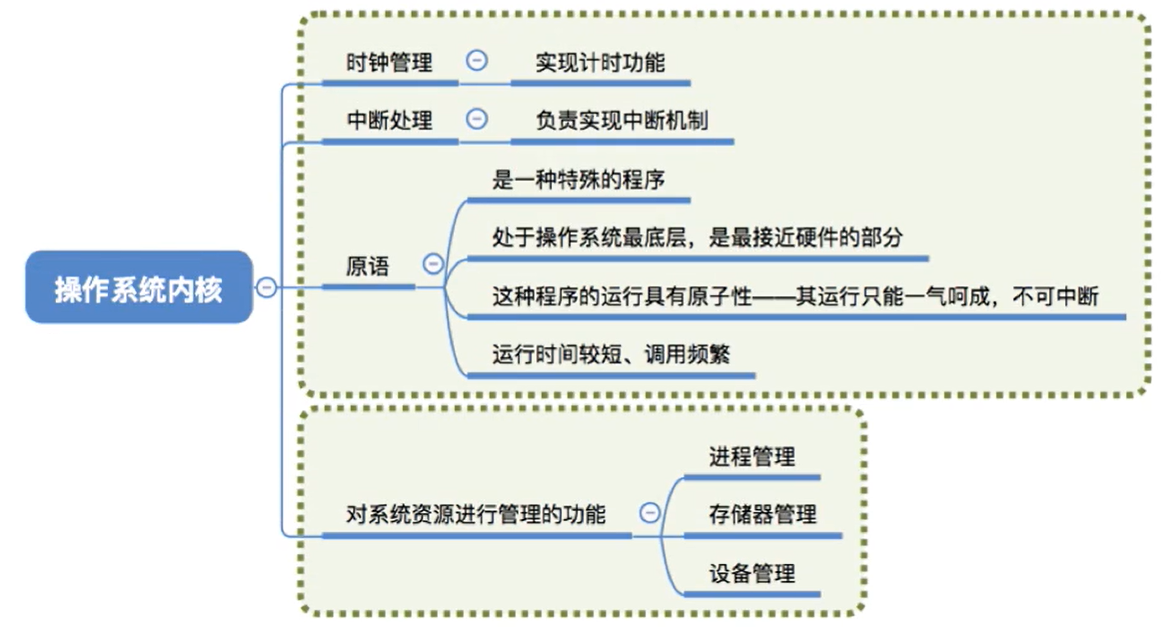 时钟管理
实现计时功能
中断处理
负责实现中断机制
是一种特殊的程序
处于操作系统最底层，是最接近硬件的部分
原语
操作系统内核
这种程序的运行具有原子性——其运行只能一气呵成，不可中断
运行时间较短、调用频繁
进程管理
对系统资源进行管理的功能
存储器管理
设备管理